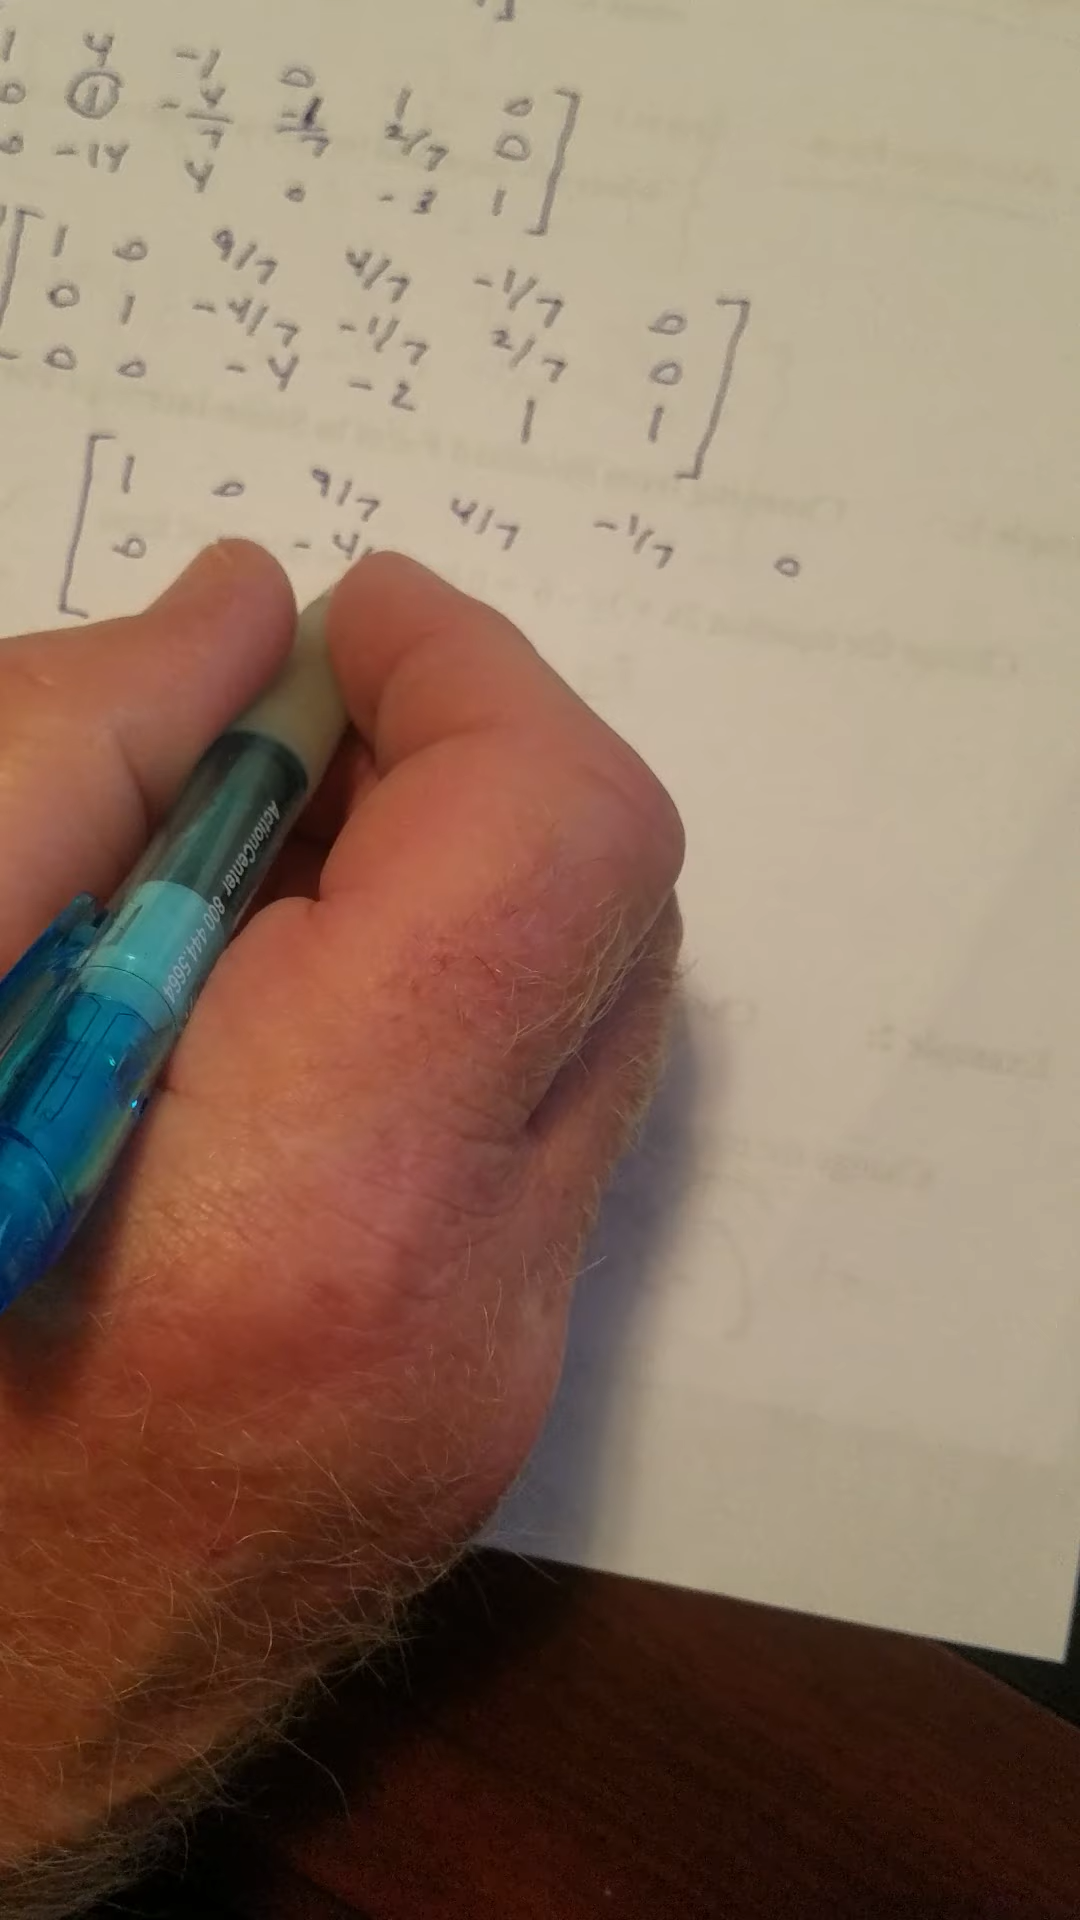 1 4 -1 0 1 0
0 1 -4/7 -1/7 2/7 0
0 -14 4 0 -3 1
1 0 9/7 4/7 -1/7 0
0 1 -4/7 -1/7 2/7 0
0 0 -4 -2 1 1
1 0 9/7 4/7 -1/7 0
0 -4/
ActionCenter 800.444.5664